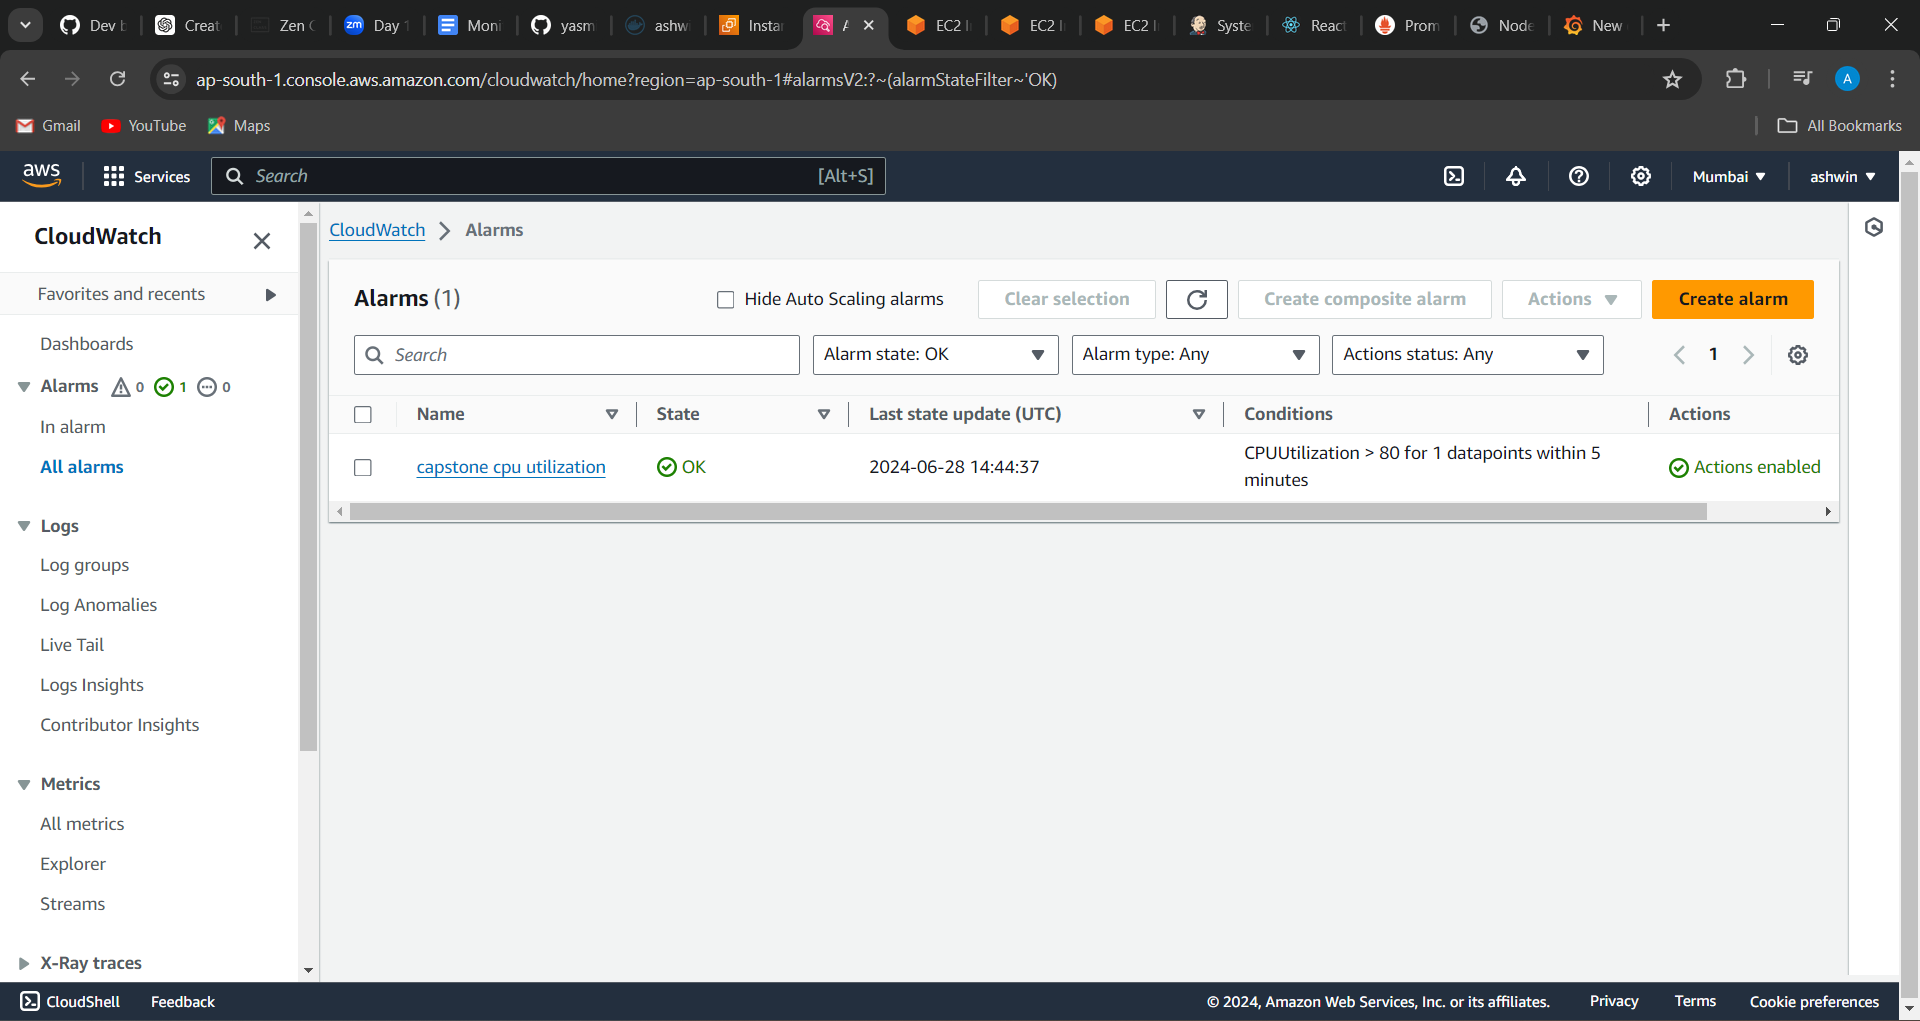 Dev b
Creat
Zen C
Day 1
Moni
yasm
ashwi
Instan
EC2 I
EC2 I
EC2 I
Syste
React
Prom
Node
New
ap-south-1.console.aws.amazon.com/cloudwatch/home?region=ap-south-1#alarmsV2:?~(alarmStateFilter~'OK)
A
Gmail
YouTube
Maps
All Bookmarks
aws
Services
Search
[Alt+S]
Mumbai
ashwin
CloudWatch
Favorites and recents
Dashboards
Alarms 0 1 0
In alarm
All alarms
Logs
Log groups
Log Anomalies
Live Tail
Logs Insights
Contributor Insights
Metrics
All metrics
Explorer
Streams
X-Ray traces
CloudWatch > Alarms
Alarms (1)
Hide Auto Scaling alarms
Clear selection
Create composite alarm
Actions
Create alarm
Search
Alarm state: OK
Alarm type: Any
Actions status: Any
1
Name
State
Last state update (UTC)
Conditions
Actions
capstone cpu utilization
OK
2024-06-28 14:44:37
CPUUtilization > 80 for 1 datapoints within 5
minutes
Actions enabled
CloudShell
Feedback
© 2024, Amazon Web Services, Inc. or its affiliates.
Privacy
Terms
Cookie preferences